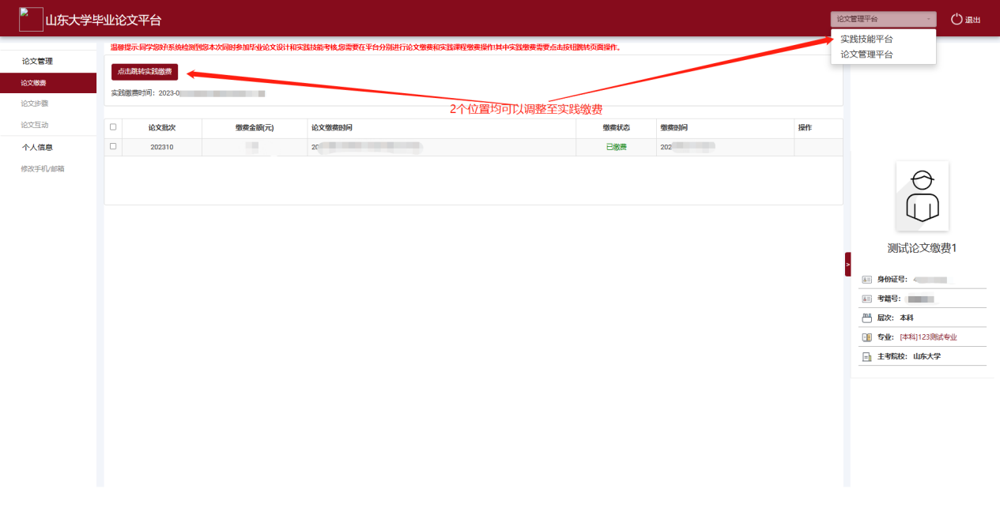 山东大学毕业论文平台
论文管理平台
退出
实践技能平台
论文管理平台
论文管理
论文缴费
论文步骤
论文互动
个人信息
修改手机/邮箱
温馨提示:同学您好!系统检测到您本次同时参加毕业论文设计和实践技能考核,您需要在平台分别进行论文缴费和实践课程缴费操作!其中实践缴费需要点击按钮跳转页面操作。
点击跳转实践缴费
实践缴费时间：2023-0
2个位置均可以调整至实践缴费
论文批次 缴费金额(元) 论文缴费时间 缴费状态 缴费时间 操作
202310 20 已缴费 202
测试论文缴费1
身份证号：
考籍号：
层次： 本科
专业： [本科]123测试专业
主考院校： 山东大学